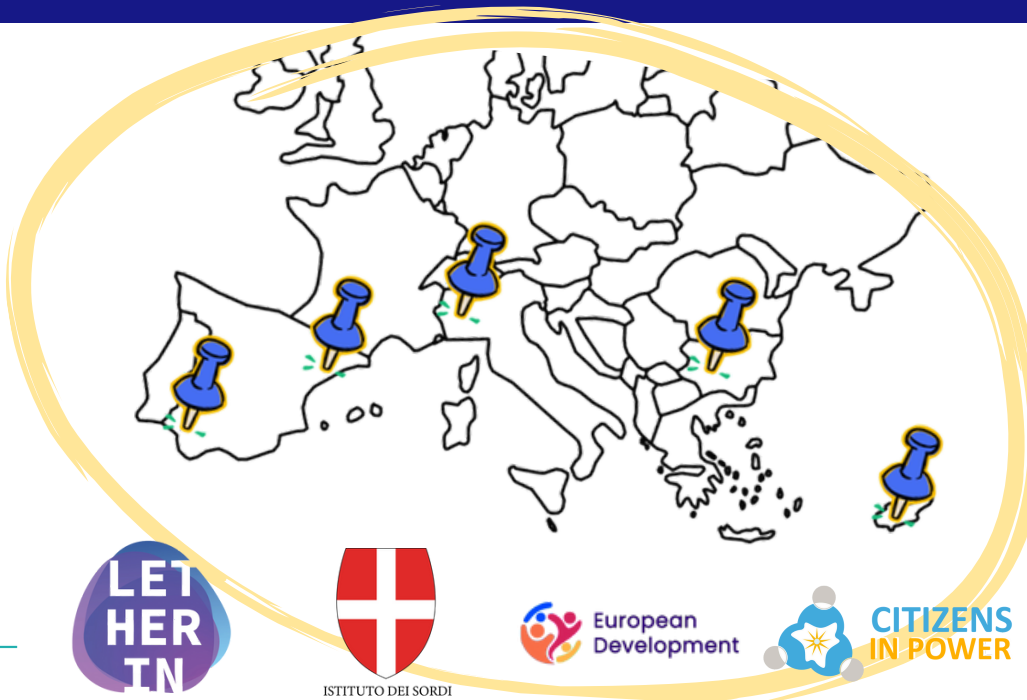 LET
HER
IN
ISTITUTO DEI SORDI
European
Development
CITIZENS
IN POWER